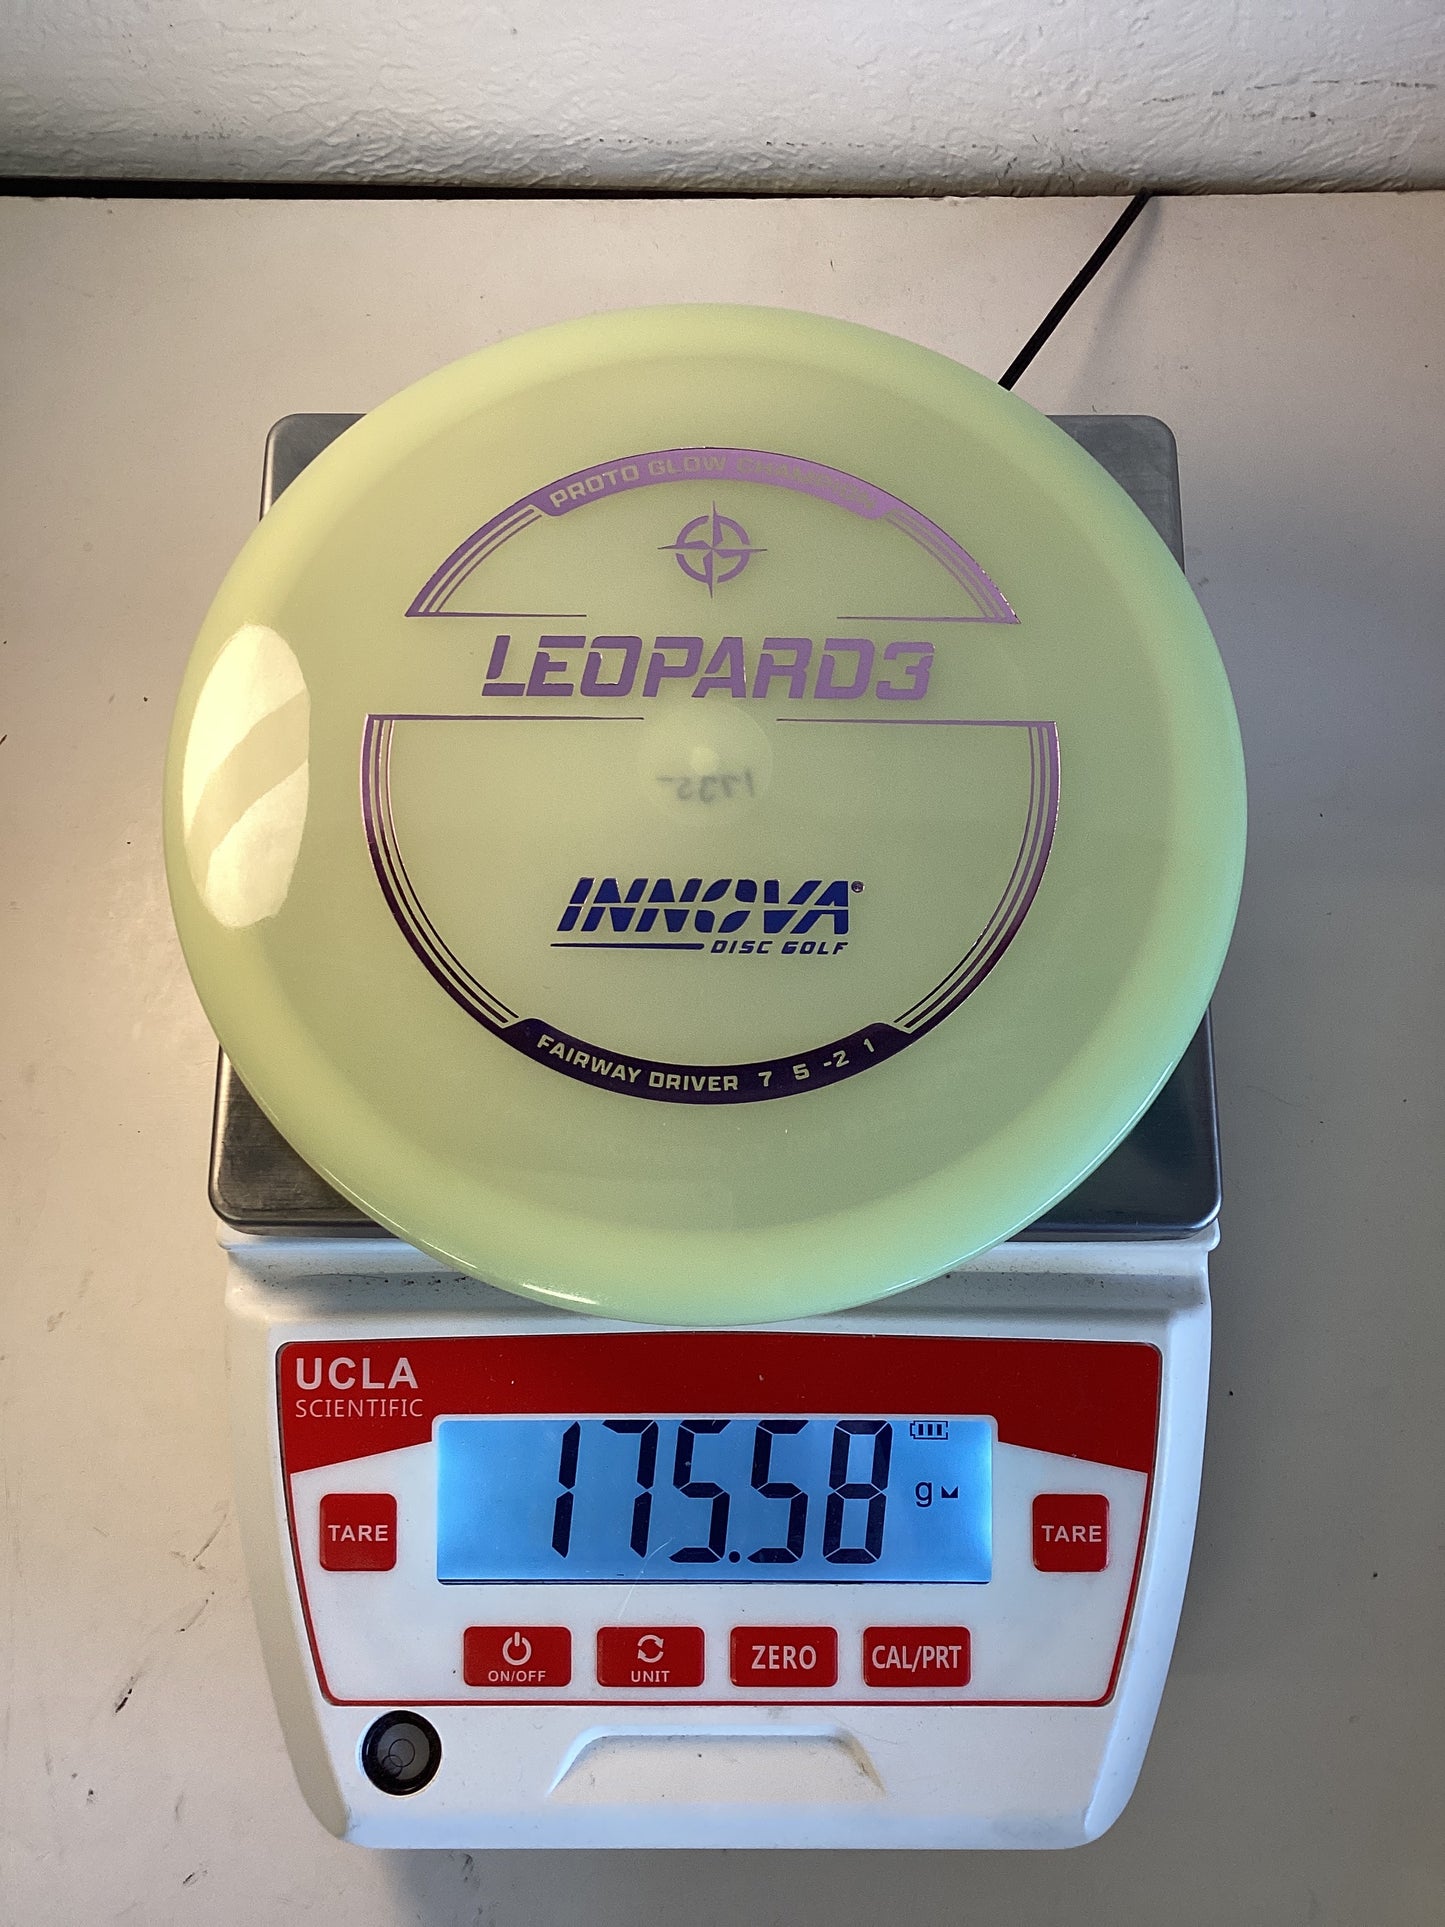 PROTO GLOW CHAMPION
LEOPARD3
1735
INNOVA®
DISC GOLF
FAIRWAY DRIVER 7 5 -2 1
UCLA
SCIENTIFIC
175.58 g
TARE
TARE
ON/OFF
UNIT
ZERO
CAL/PRT